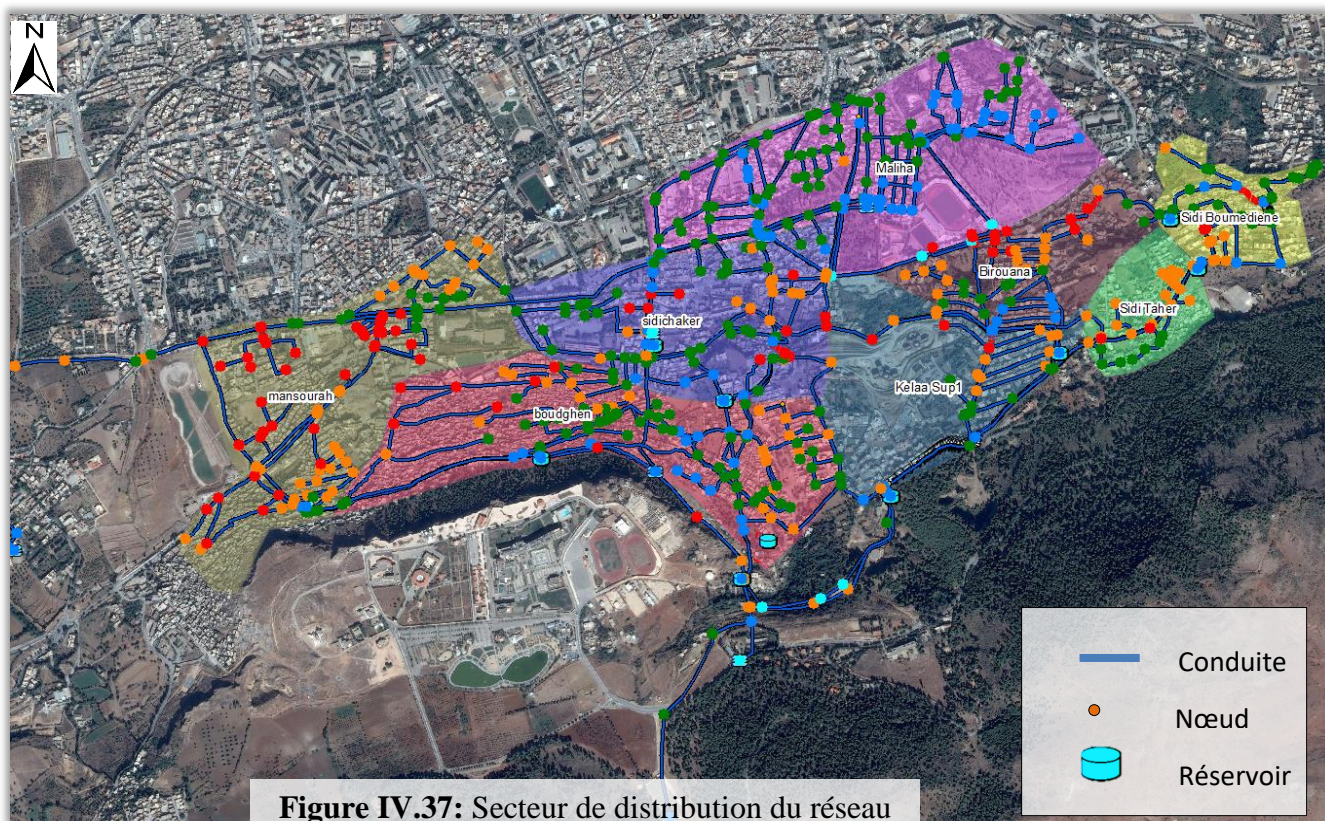 N
Maliha
Sidi Boumediene
Birouana
Sidi Taher
sidichaker
Kelaa Sup1
mansourah
boudghen
Conduite
Nœud
Réservoir
Figure IV.37: Secteur de distribution du réseau